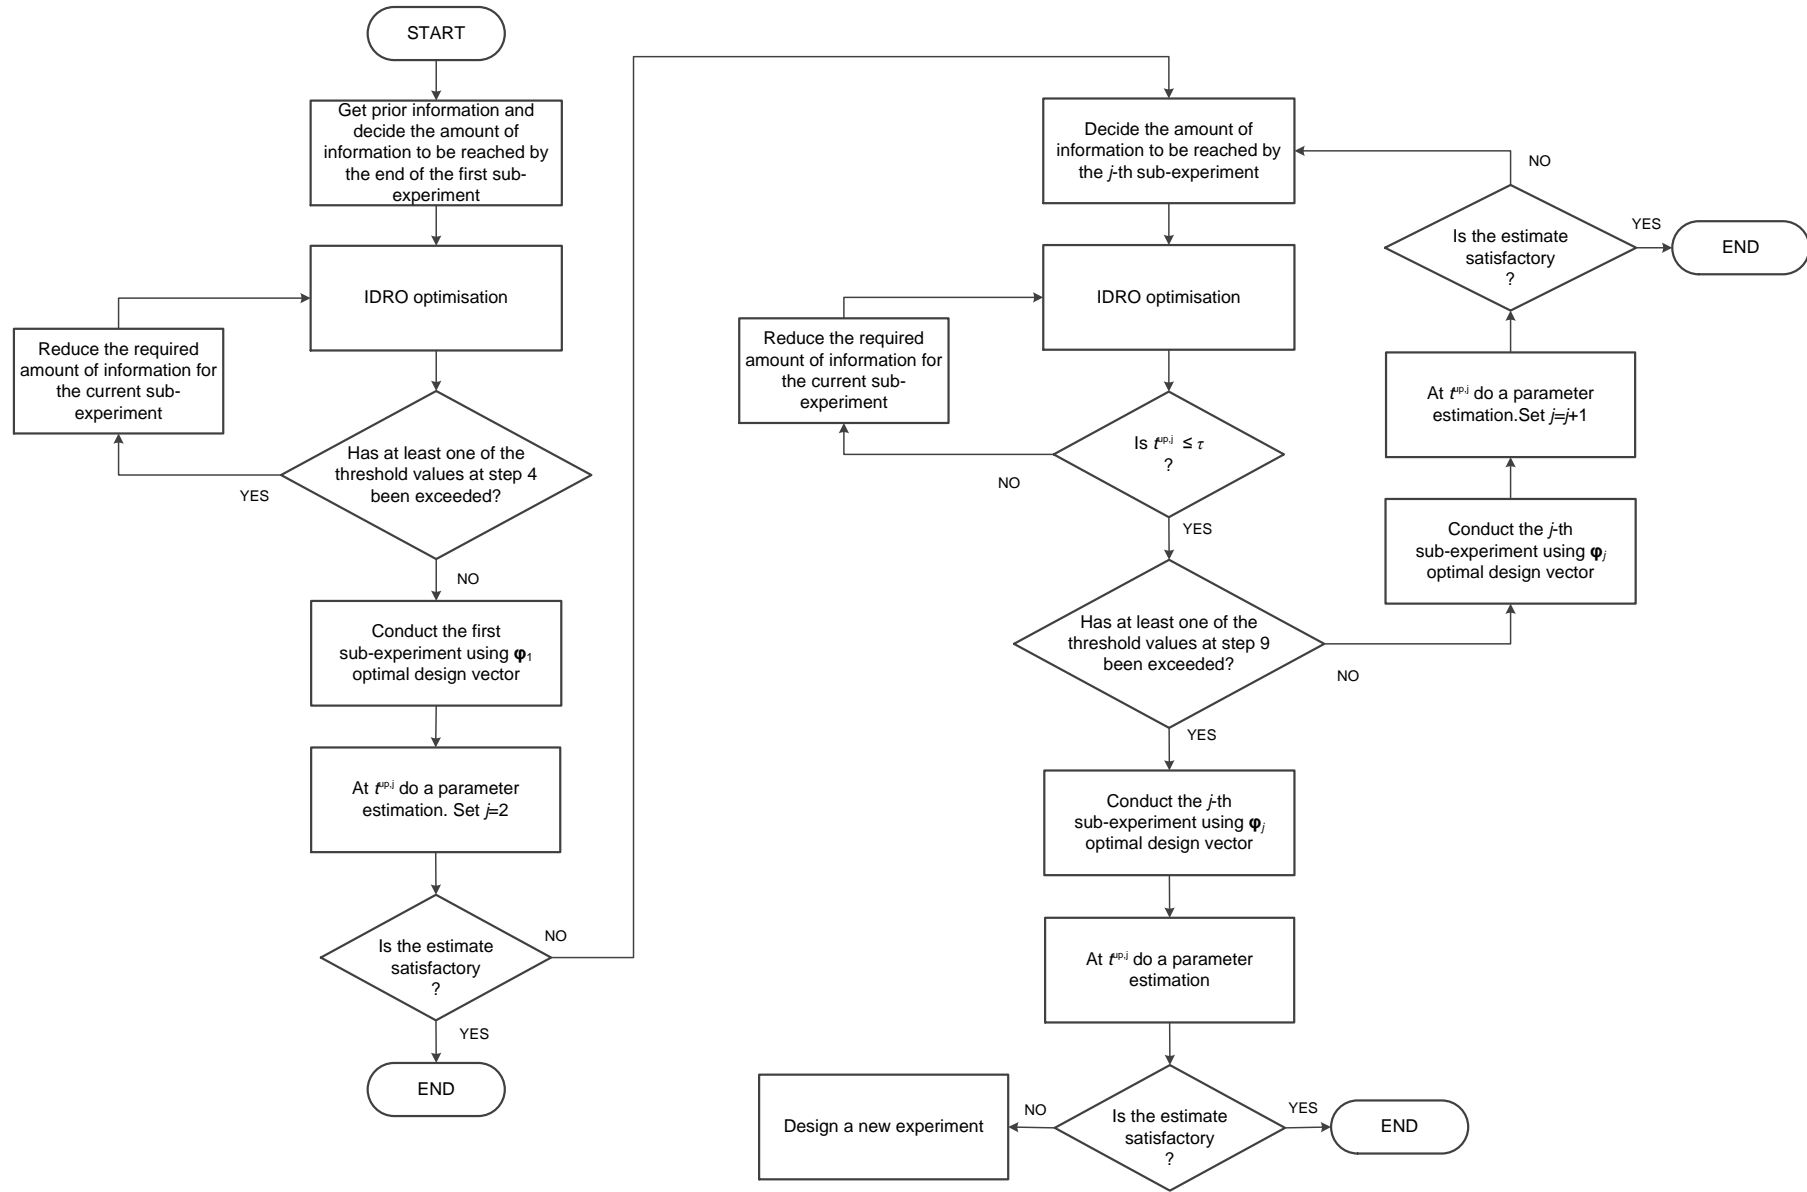 START
Get prior information and
decide the amount of
information to be reached by
the end of the first sub-
experiment
IDRO optimisation
Reduce the required
amount of information for
the current sub-
experiment
Has at least one of the
threshold values at step 4
been exceeded?
YES
NO
Conduct the first
sub-experiment using φ1
optimal design vector
At tup,j do a parameter
estimation. Set j=2
Is the estimate
satisfactory
?
NO
YES
END
Decide the amount of
information to be reached by
the j-th sub-experiment
IDRO optimisation
Reduce the required
amount of information for
the current sub-
experiment
Is tup,j ≤ τ
?
NO
YES
Has at least one of the
threshold values at step 9
been exceeded?
NO
YES
Conduct the j-th
sub-experiment using φj
optimal design vector
At tup,j do a parameter
estimation
Is the estimate
satisfactory
?
NO
YES
Design a new experiment
END
Conduct the j-th
sub-experiment using φj
optimal design vector
At tup,j do a parameter
estimation.Set j=j+1
Is the estimate
satisfactory
?
NO
YES
END